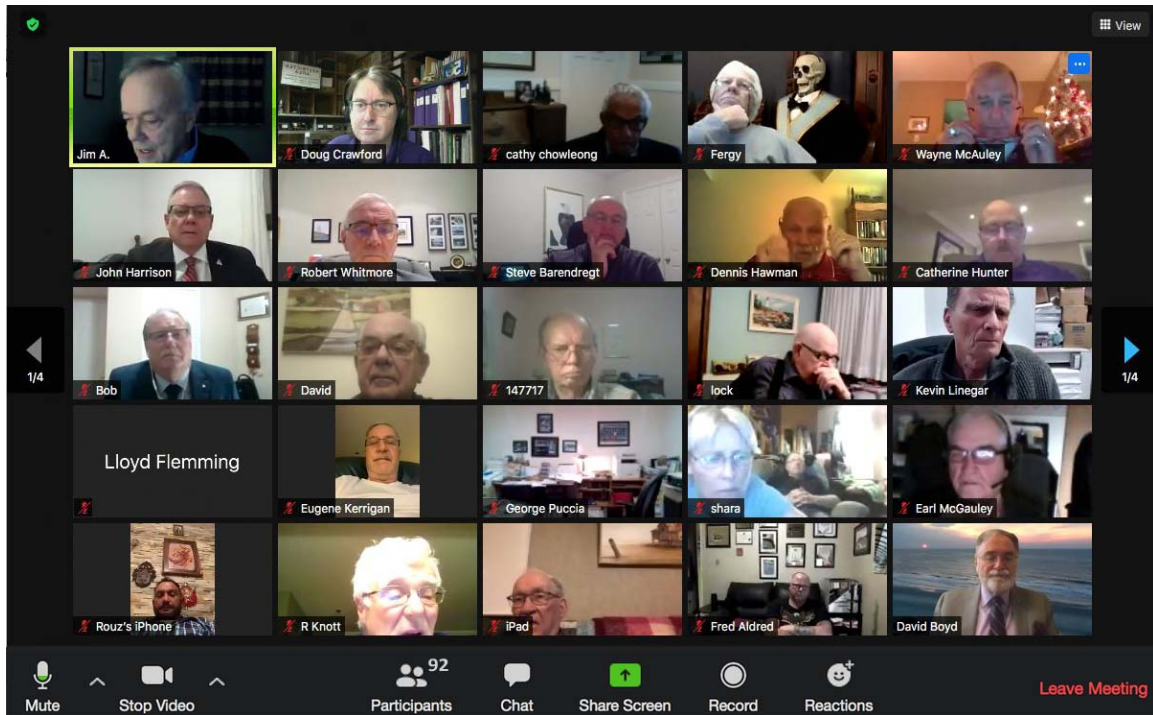 View
Jim A.
Doug Crawford
cathy chowleong
Fergy
Wayne McAuley
John Harrison
Robert Whitmore
Steve Barendregt
Dennis Hawman
Catherine Hunter
1/4
1/4
Bob
David
147717
lock
Kevin Linegar
Lloyd Flemming
Eugene Kerrigan
George Puccia
shara
Earl McGauley
Rouz's iPhone
R Knott
iPad
Fred Aldred
David Boyd
92
Mute
Stop Video
Participants
Chat
Share Screen
Record
Reactions
Leave Meeting